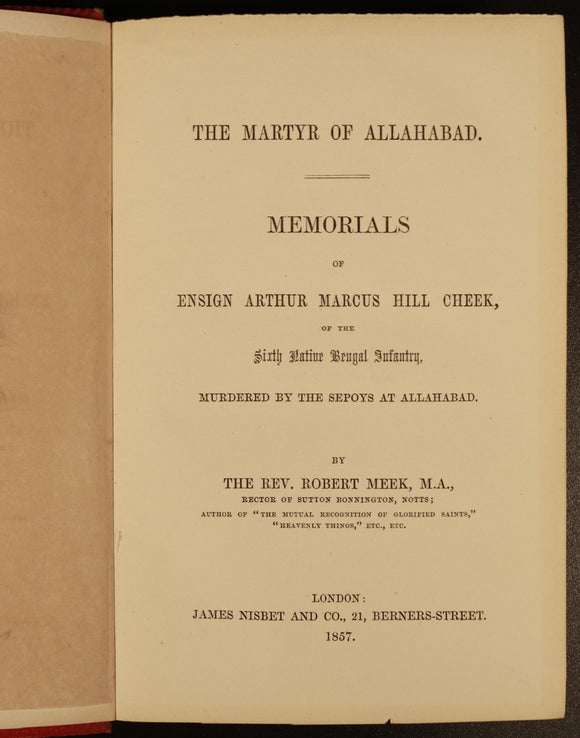 THE MARTYR OF ALLAHABAD.
MEMORIALS
OF
ENSIGN ARTHUR MARCUS HILL CHEEK,
OF THE
Sixth Native Bengal Infantry,
MURDERED BY THE SEPOYS AT ALLAHABAD.
BY
THE REV. ROBERT MEEK, M.A.,
RECTOR OF SUTTON BONNINGTON, NOTTS;
AUTHOR OF "THE MUTUAL RECOGNITION OF GLORIFIED SAINTS,"
"HEAVENLY THINGS," ETC., ETC.
LONDON:
JAMES NISBET AND CO., 21, BERNERS-STREET.
1857.